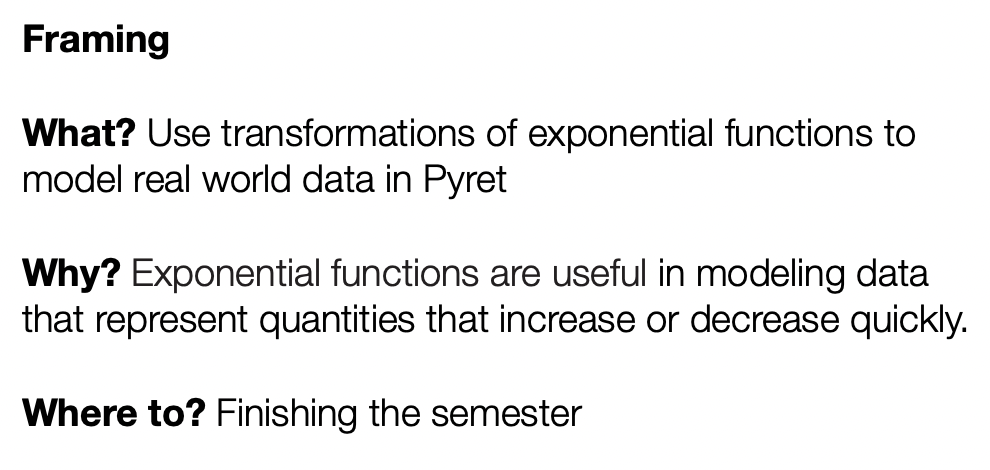 Framing
What? Use transformations of exponential functions to
model real world data in Pyret
Why? Exponential functions are useful in modeling data
that represent quantities that increase or decrease quickly.
Where to? Finishing the semester